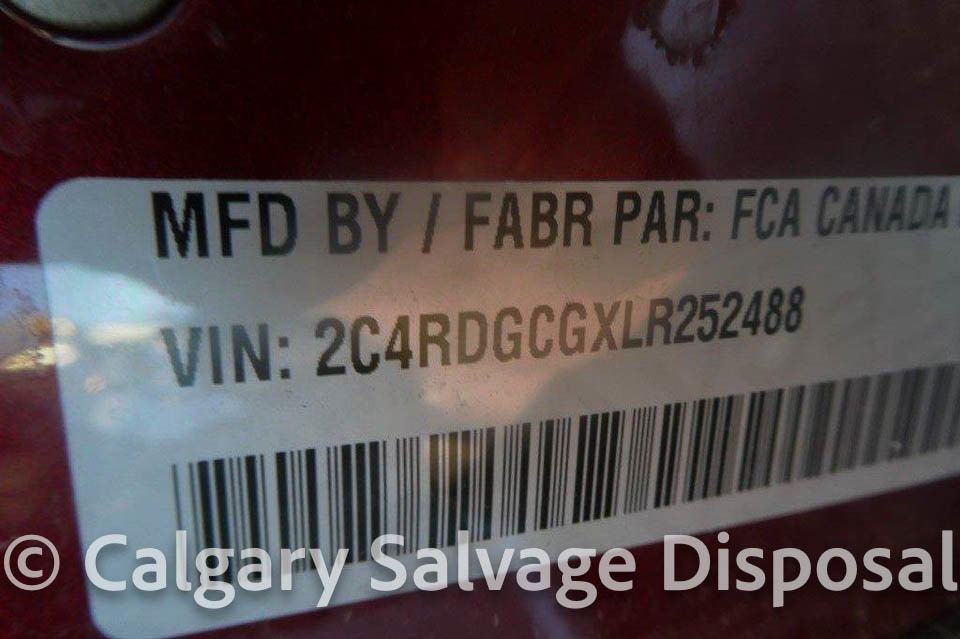 MFD BY / FABR PAR: FCA CANADA
VIN: 2C4RDGCGXLR252488
© Calgary Salvage Disposal